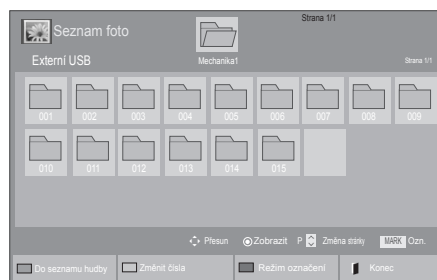 Strana 1/1
Seznam foto
Externí USB
Mechanika1
Strana 1/1
001 002 003 004 005 006 007 008 009
010 011 012 013 014 015
Přesun Zobrazit P Změna stránky MARK Ozn.
Do seznamu hudby Změnit čísla Režim označení Konec